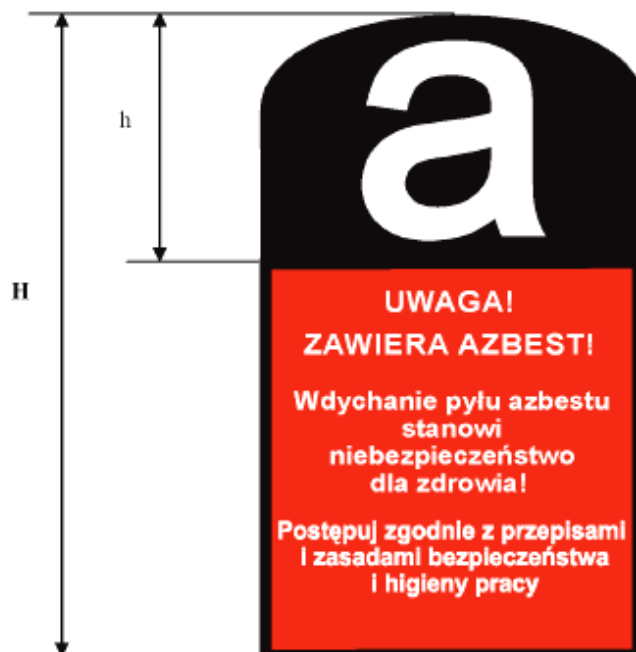 h
a
H
UWAGA!
ZAWIERA AZBEST!
Wdychanie pyłu azbestu
stanowi
niebezpieczeństwo
dla zdrowia!
Postępuj zgodnie z przepisami
i zasadami bezpieczeństwa
i higieny pracy